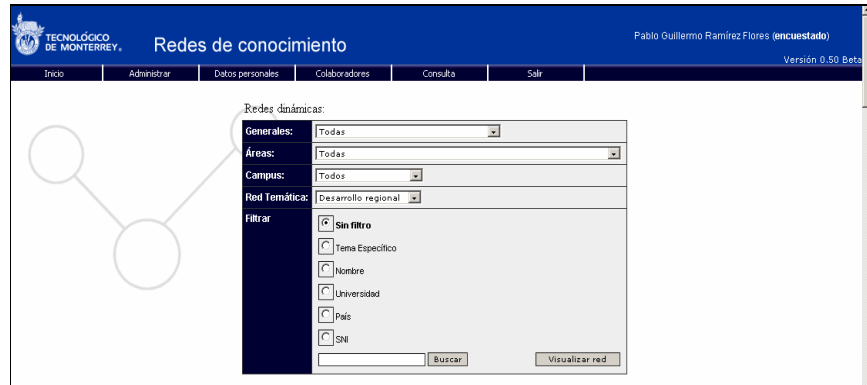 TECNOLÓGICO
DE MONTERREY.
Redes de conocimiento
Pablo Guillermo Ramírez Flores (encuestado)
Versión 0.50 Beta
Inicio Administrar Datos personales Colaboradores Consulta Salir
Redes dinámicas:
Generales: Todas
Áreas: Todas
Campus: Todos
Red Temática: Desarrollo regional
Filtrar
Sin filtro
Tema Específico
Nombre
Universidad
País
SNI
Buscar Visualizar red